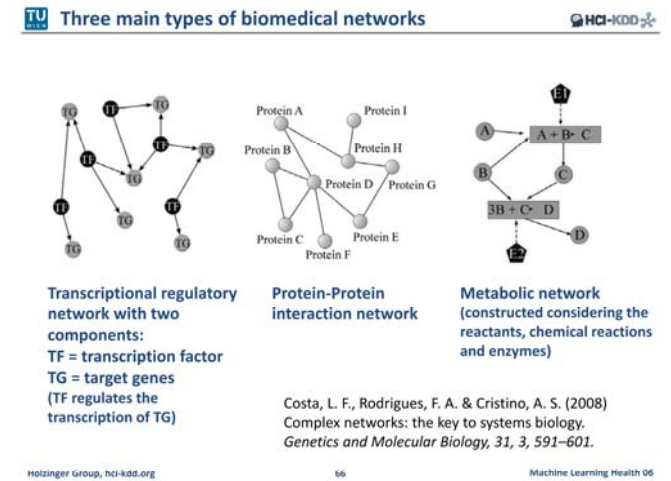 TU
WIEN
Three main types of biomedical networks
HCI-KDD
TG
TF
TG
TF
TF
TG
TG
TF
TF
TG
TG
TG
Protein A
Protein I
Protein B
Protein H
Protein D
Protein G
Protein C
Protein E
Protein F
E1
A
A + B• C
B
C
3B + C• D
D
E2
Transcriptional regulatory
network with two
components:
TF = transcription factor
TG = target genes
(TF regulates the
transcription of TG)
Protein-Protein
interaction network
Metabolic network
(constructed considering the
reactants, chemical reactions
and enzymes)
Costa, L. F., Rodrigues, F. A. & Cristino, A. S. (2008)
Complex networks: the key to systems biology.
Genetics and Molecular Biology, 31, 3, 591–601.
Holzinger Group, hci-kdd.org
66
Machine Learning Health 06